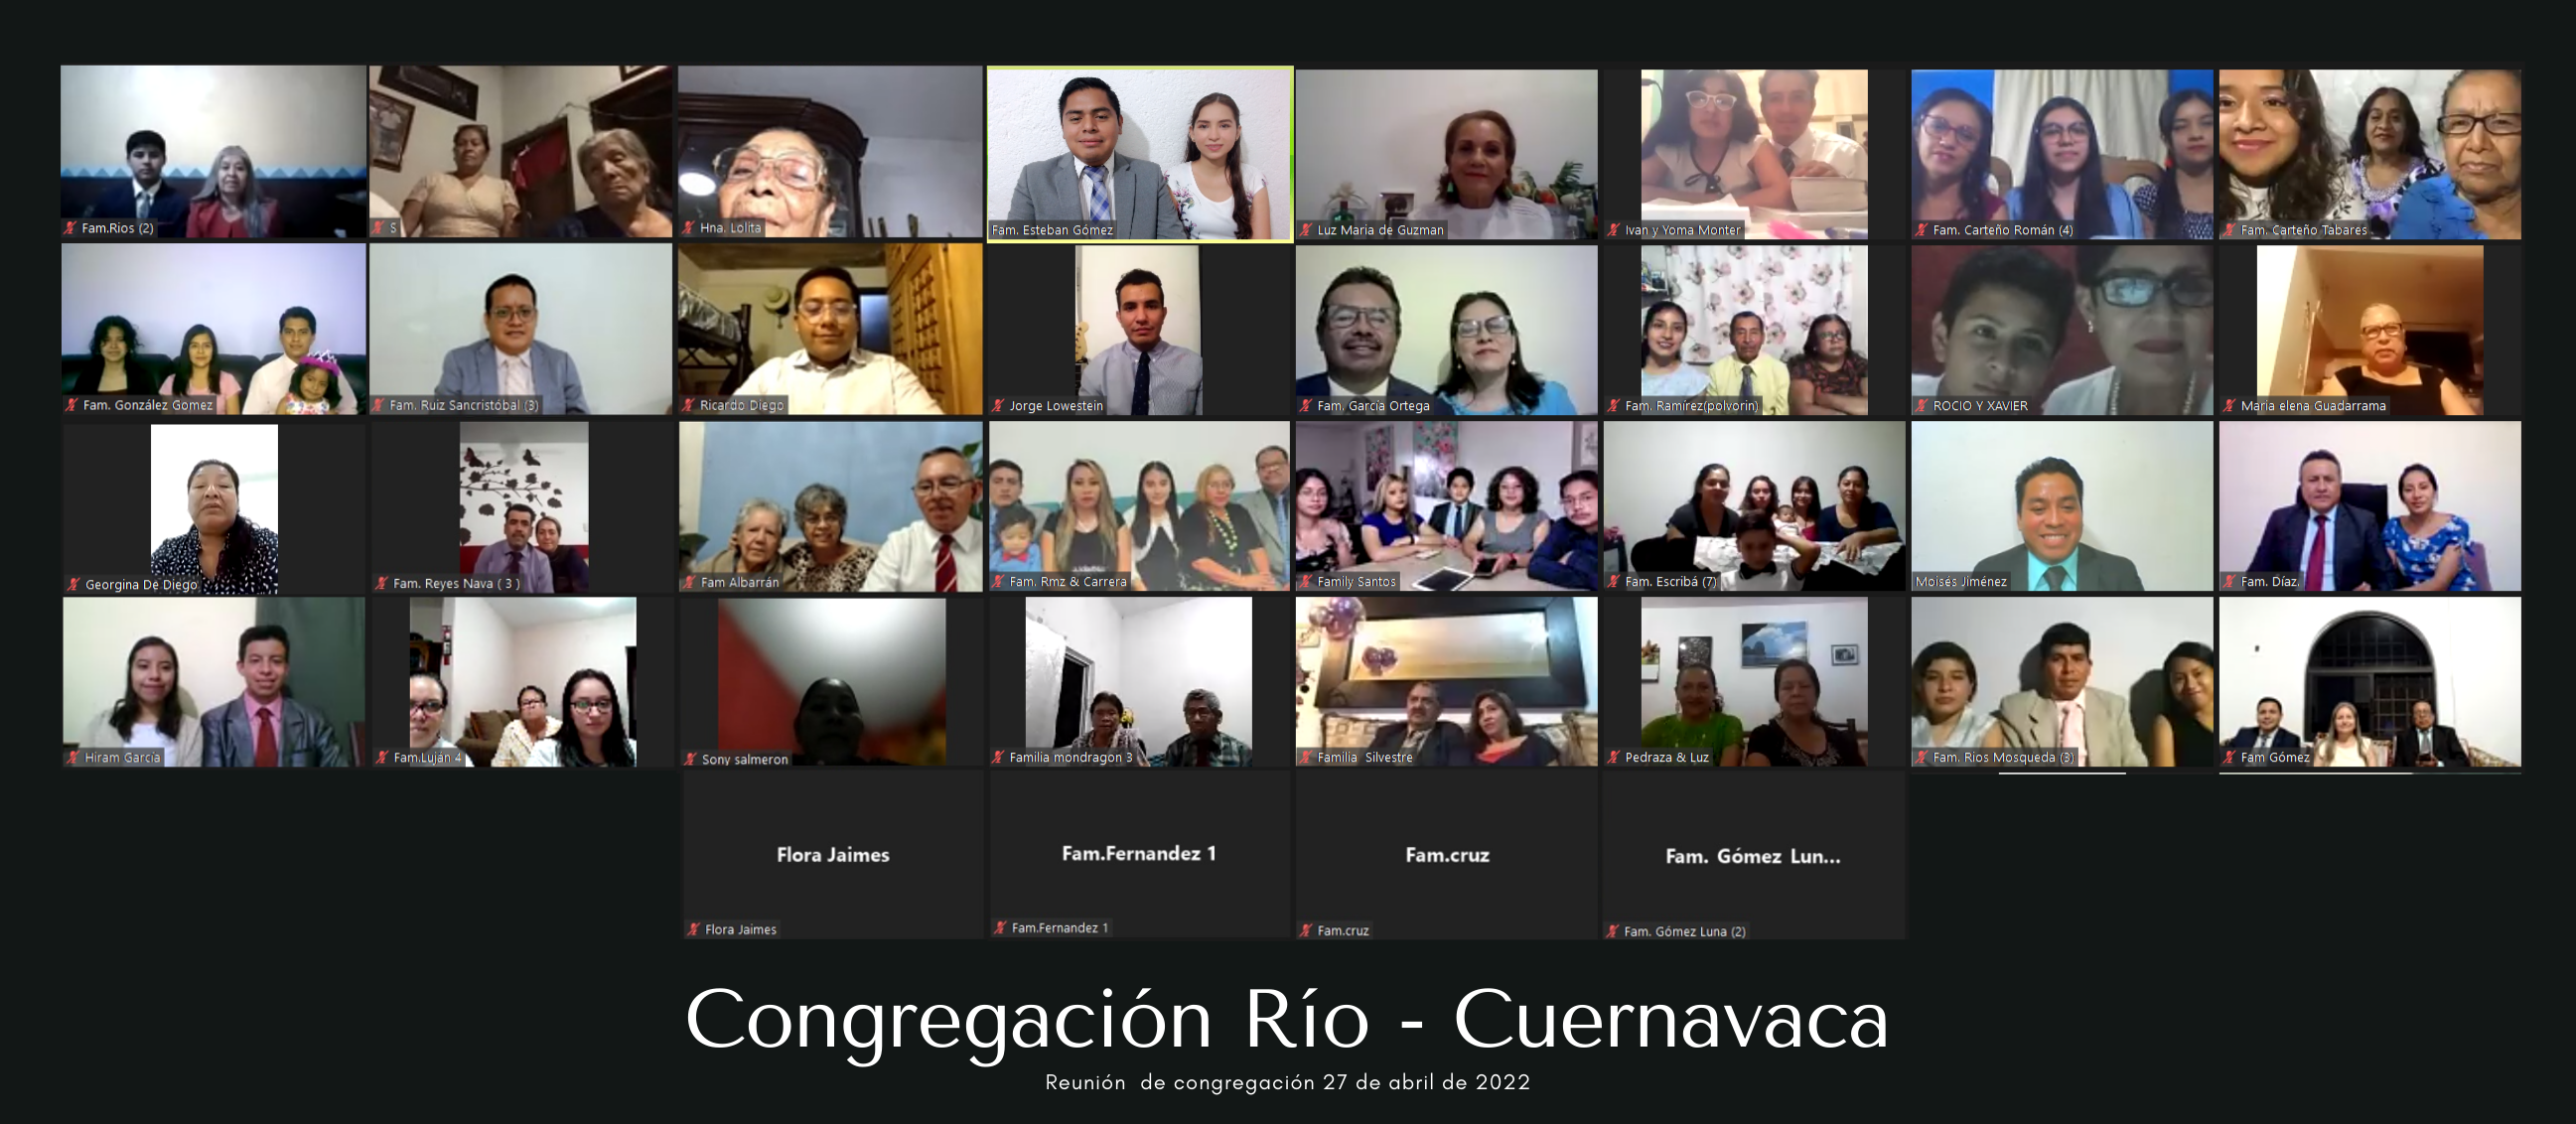 Fam.Rios (2)
S
Hna. Lolita
Fam. Esteban Gómez
Luz Maria de Guzman
Ivan y Yoma Monter
Fam. Carteño Román (4)
Fam. Carteño Tabares
Fam. González Gomez
Fam. Ruiz Sancristóbal (3)
Ricardo Diego
Jorge Lowestein
Fam. García Ortega
Fam. Ramírez(polvorin)
ROCIO Y XAVIER
Maria elena Guadarrama
Georgina De Diego
Fam. Reyes Nava ( 3 )
Fam Albarrán
Fam. Rmz & Carrera
Family Santos
Fam. Escribá (7)
Moisés Jiménez
Fam. Díaz.
Hiram García
Fam.Luján 4
Sony salmeron
Familia mondragon 3
Familia Silvestre
Pedraza & Luz
Fam. Rios Mosqueda (3)
Fam Gómez
Flora Jaimes
Fam.Fernandez 1
Fam.cruz
Fam. Gómez Lun...
Flora Jaimes
Fam.Fernandez 1
Fam.cruz
Fam. Gómez Luna (2)
Congregación Río - Cuernavaca
Reunión de congregación 27 de abril de 2022